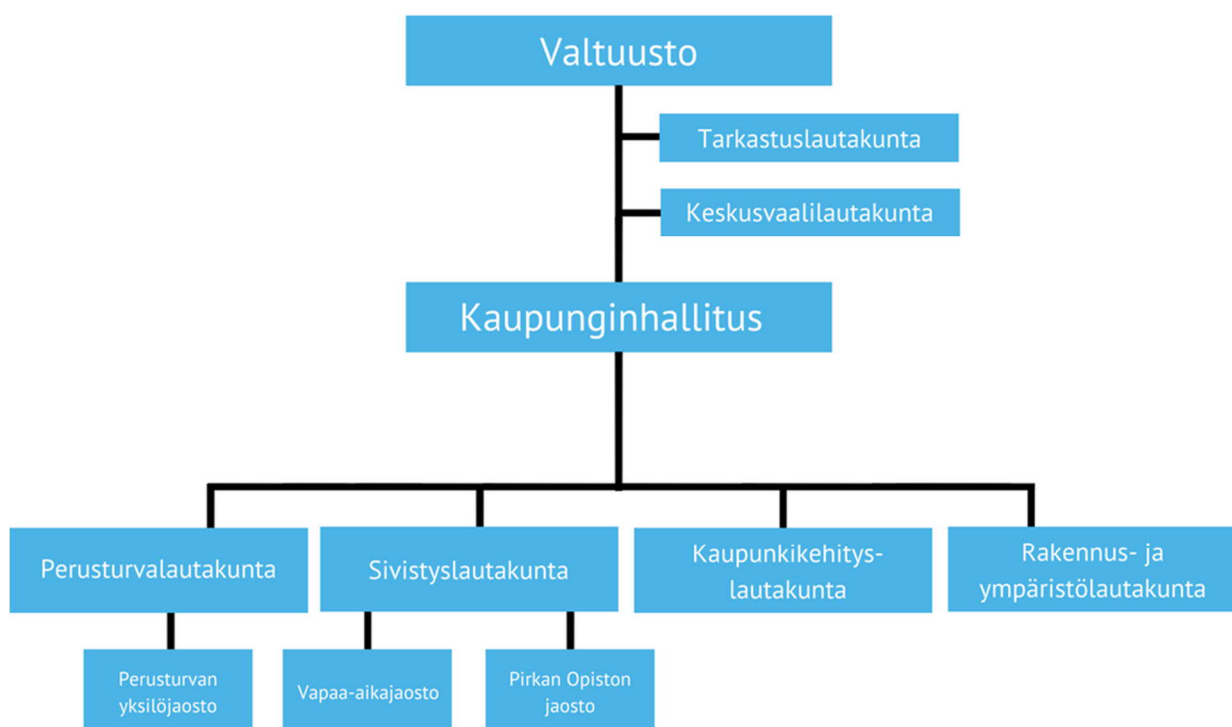 Valtuusto
Tarkastuslautakunta
Keskusvaalilautakunta
Kaupunginhallitus
Perusturvalautakunta
Sivistyslautakunta
Kaupunkikehitys-
lautakunta
Rakennus- ja
ympäristölautakunta
Perusturvan
yksilöjaosto
Vapaa-aikajaosto
Pirkan Opiston
jaosto